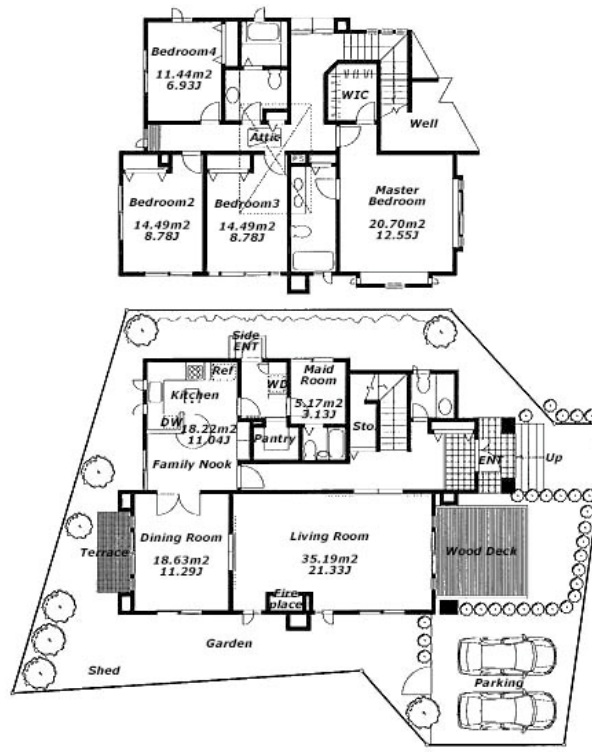 Bedroom4
11.44m2
6.93J
WIC
Well
Attic
PS
Bedroom2
14.49m2
8.78J
Bedroom3
14.49m2
8.78J
Master
Bedroom
20.70m2
12.55J
Side
ENT
Ref
Kitchen
WD
Maid
Room
5.17m2
3.13J
DW
18.22m2
11.04J
Pantry
Sto.
Family Nook
ENT
Up
Terrace
Dining Room
18.63m2
11.29J
Living Room
35.19m2
21.33J
Wood Deck
Fire
place
Garden
Shed
Parking